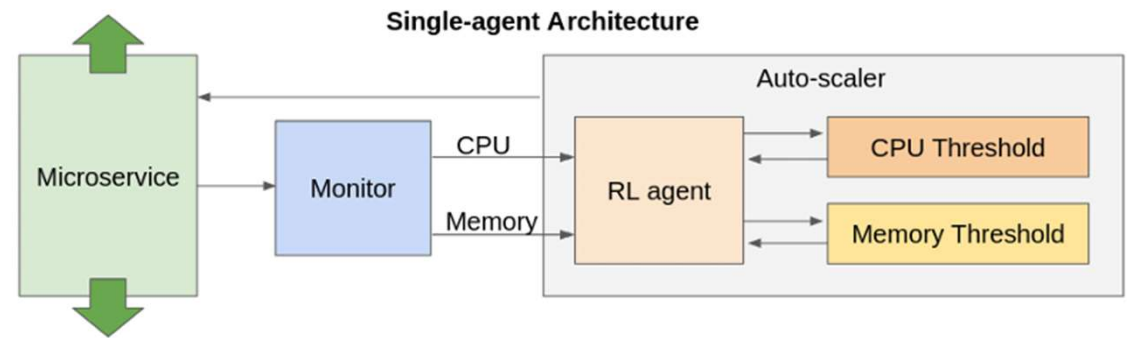 Single-agent Architecture
Auto-scaler
Microservice
Monitor
CPU
Memory
RL agent
CPU Threshold
Memory Threshold